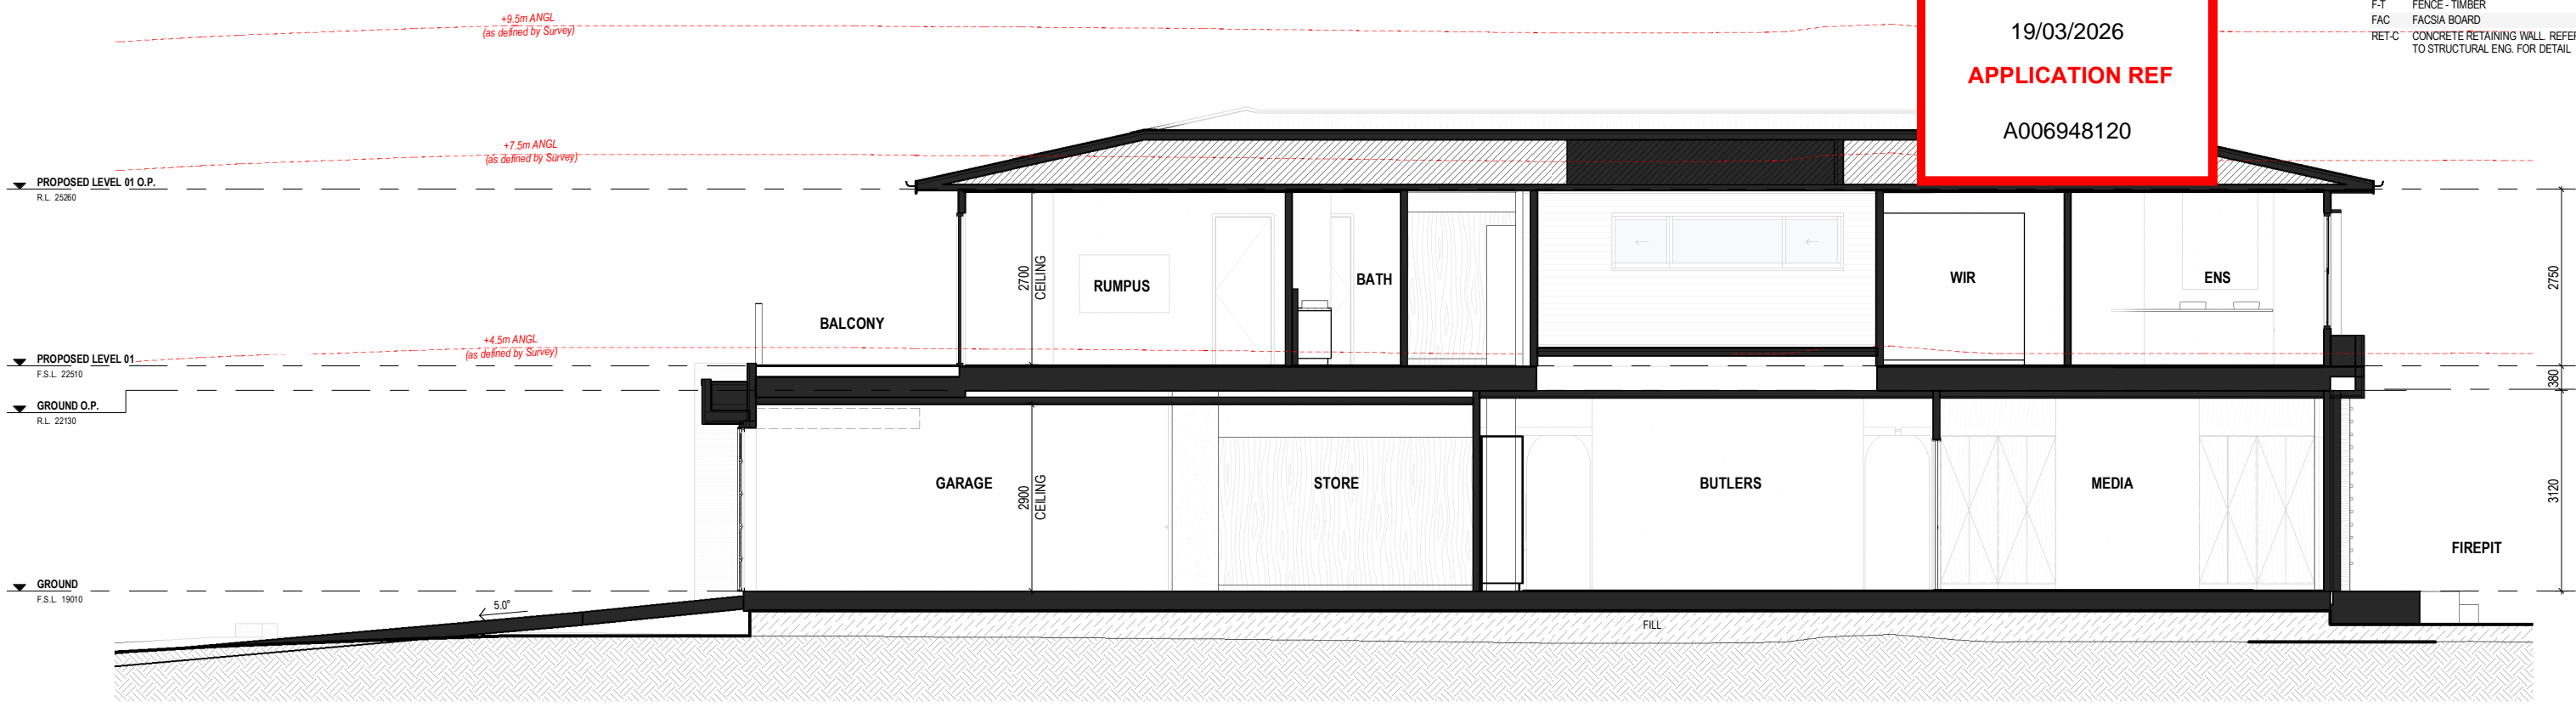 +9.5m ANGL
(as defined by Survey)
19/03/2026
APPLICATION REF
A006948120
F-T FENCE - TIMBER
FAC FACSIA BOARD
RET-C CONCRETE RETAINING WALL. REFER
TO STRUCTURAL ENG. FOR DETAIL
+7.5m ANGL
(as defined by Survey)
PROPOSED LEVEL 01 O.P.
R.L. 25260
2700
CEILING
RUMPUS
BATH
WIR
ENS
2750
BALCONY
+4.5m ANGL
(as defined by Survey)
PROPOSED LEVEL 01
F.S.L. 22510
380
GROUND O.P.
R.L. 22130
GARAGE
2900
CEILING
STORE
BUTLERS
MEDIA
3120
FIREPIT
GROUND
F.S.L. 19010
5.0°
FILL